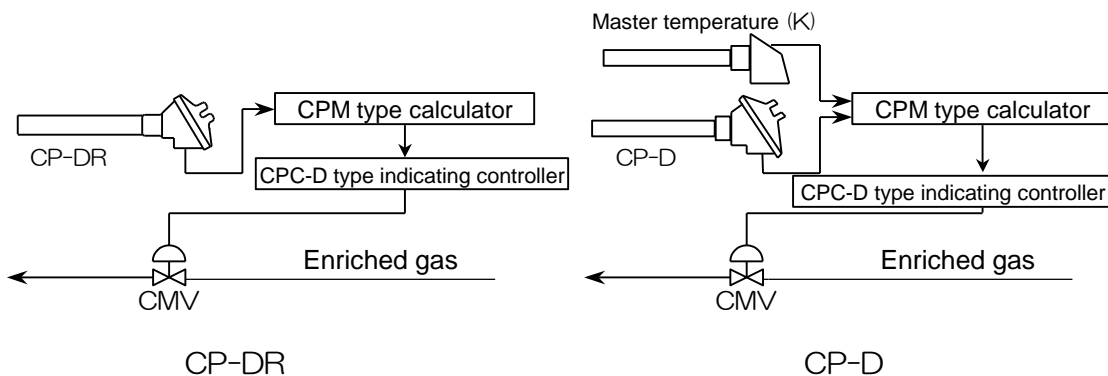 CPM type calculator
CP-DR
CPC-D type indicating controller
Enriched gas
CMV
CP-DR
Master temperature (K)
CPM type calculator
CP-D
CPC-D type indicating controller
Enriched gas
CMV
CP-D